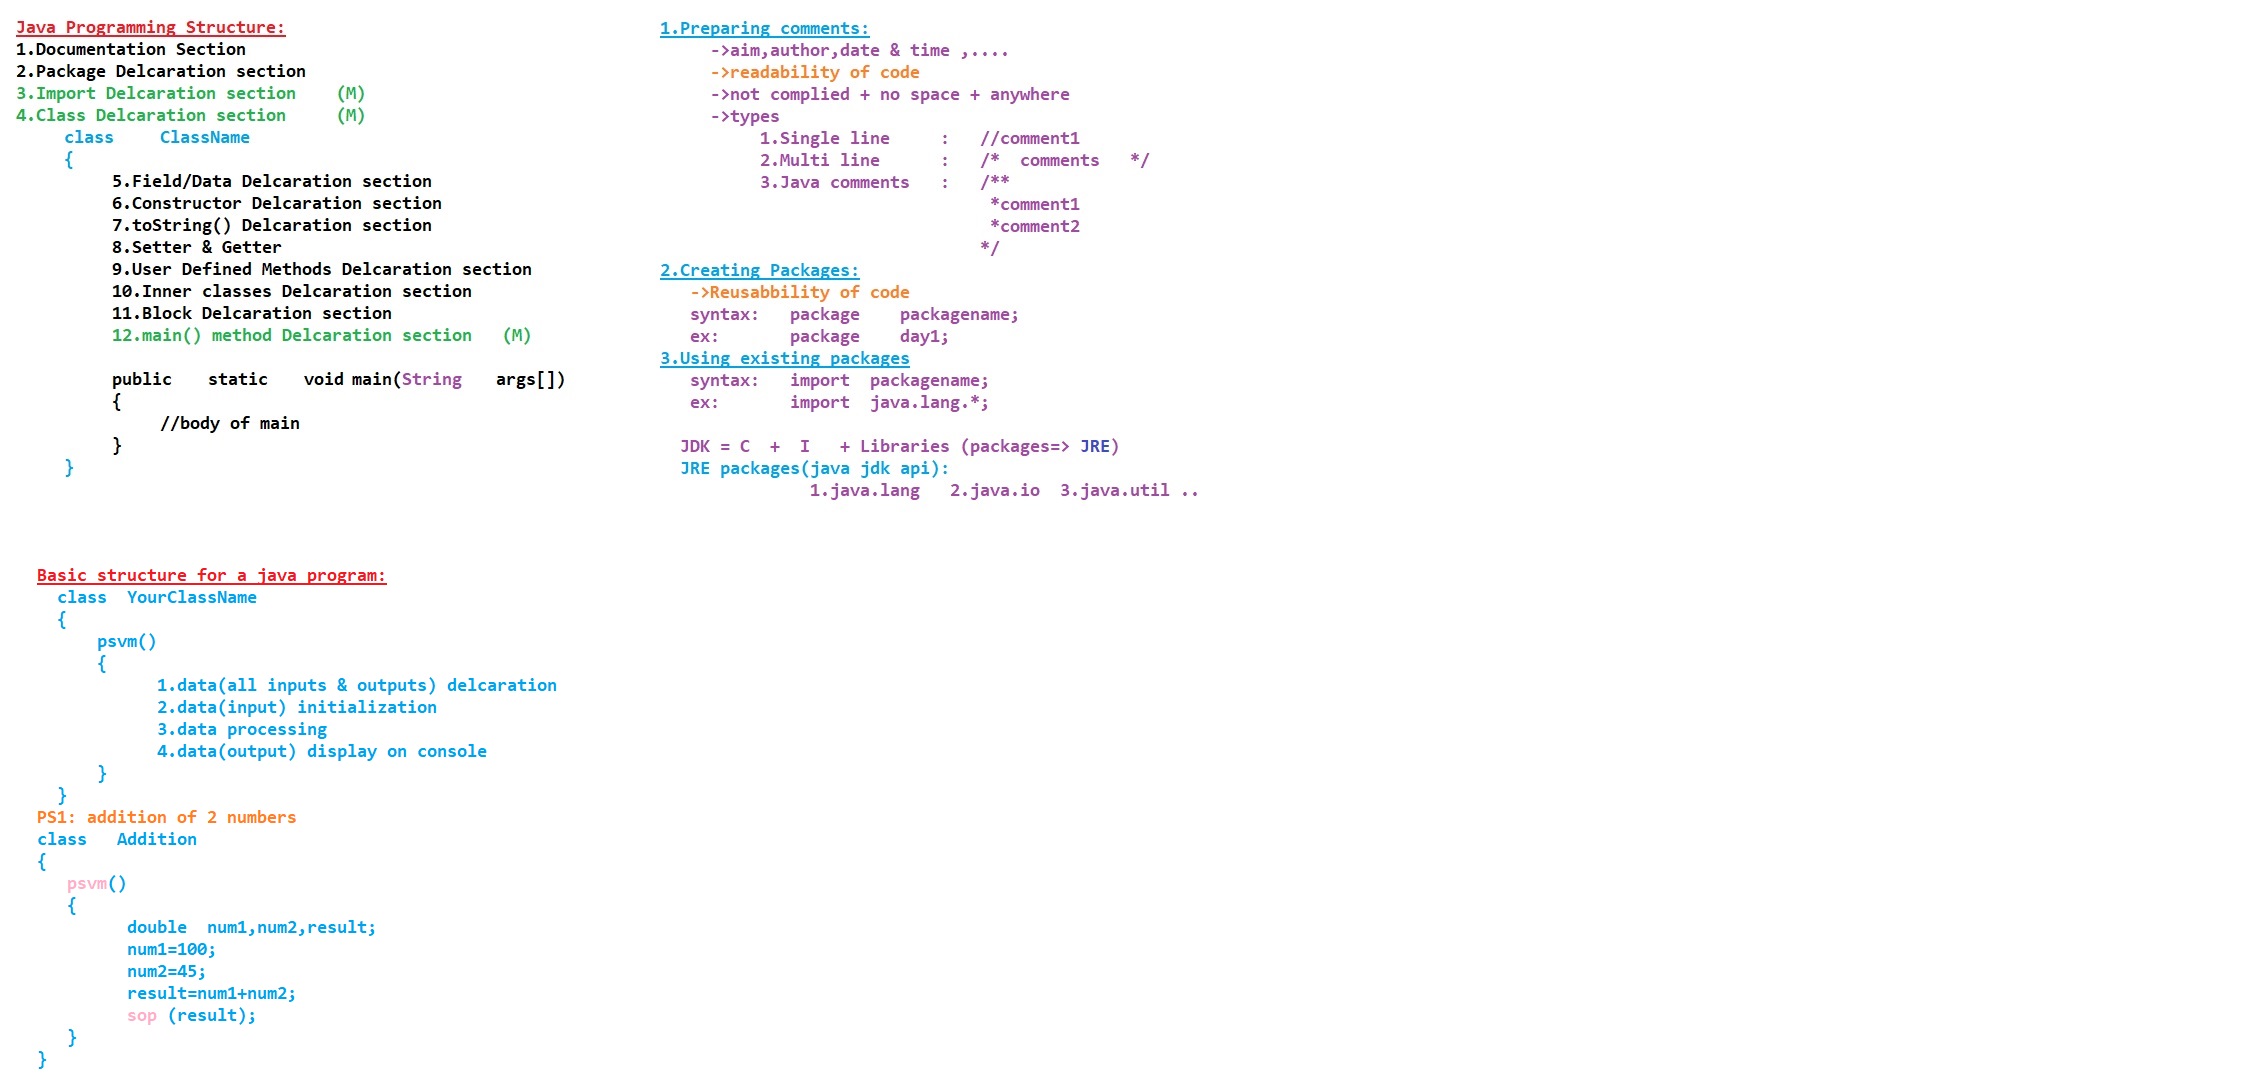 Java Programming Structure:
1.Documentation Section
2.Package Delcaration section
3.Import Delcaration section (M)
4.Class Delcaration section (M)
class ClassName
{
5.Field/Data Delcaration section
6.Constructor Delcaration section
7.toString() Delcaration section
8.Setter & Getter
9.User Defined Methods Delcaration section
10.Inner classes Delcaration section
11.Block Delcaration section
12.main() method Delcaration section (M)
public static void main(String args[])
{
//body of main
}
}
1.Preparing comments:
->aim,author,date & time ,....
->readability of code
->not complied + no space + anywhere
->types
1.Single line : //comment1
2.Multi line : /* comments */
3.Java comments : /**
*comment1
*comment2
*/
2.Creating Packages:
->Reusabbility of code
syntax: package packagename;
ex: package day1;
3.Using existing packages
syntax: import packagename;
ex: import java.lang.*;
JDK = C + I + Libraries (packages=> JRE)
JRE packages(java jdk api):
1.java.lang 2.java.io 3.java.util ..
Basic structure for a java program:
class YourClassName
{
psvm()
{
1.data(all inputs & outputs) delcaration
2.data(input) initialization
3.data processing
4.data(output) display on console
}
}
PS1: addition of 2 numbers
class Addition
{
psvm()
{
double num1,num2,result;
num1=100;
num2=45;
result=num1+num2;
sop (result);
}
}